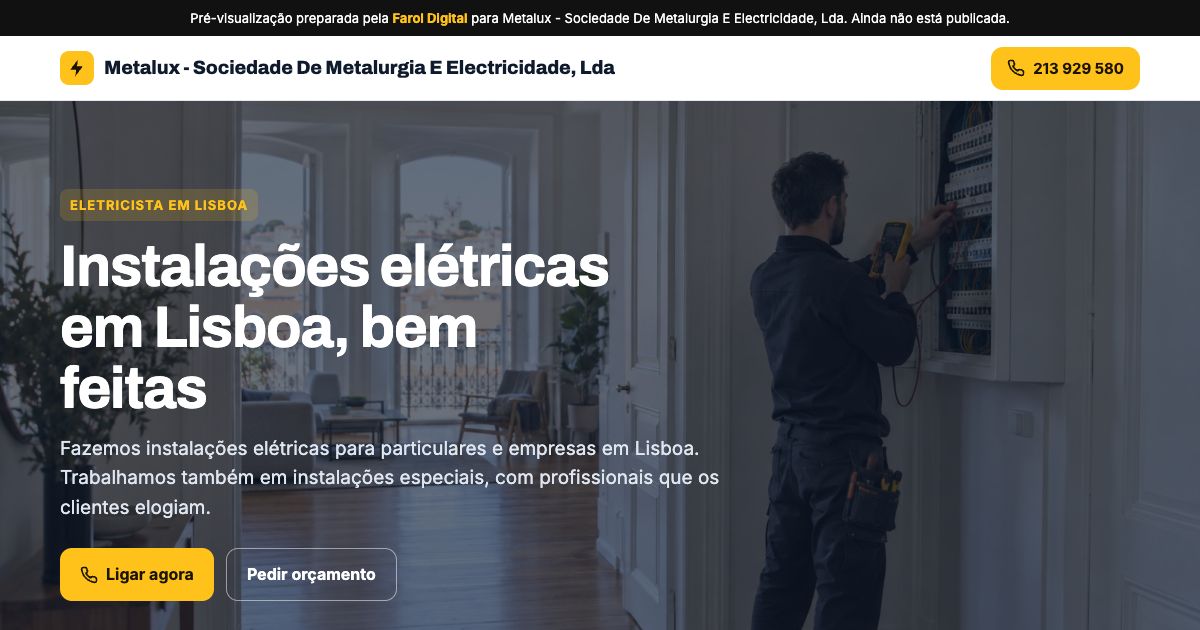 Pré-visualização preparada pela Farol Digital para Metalux - Sociedade De Metalurgia E Electricidade, Lda. Ainda não está publicada.
Metalux - Sociedade De Metalurgia E Electricidade, Lda
213 929 580
ELETRICISTA EM LISBOA
Instalações elétricas
em Lisboa, bem
feitas
Fazemos instalações elétricas para particulares e empresas em Lisboa.
Trabalhamos também em instalações especiais, com profissionais que os
clientes elogiam.
Ligar agora
Pedir orçamento